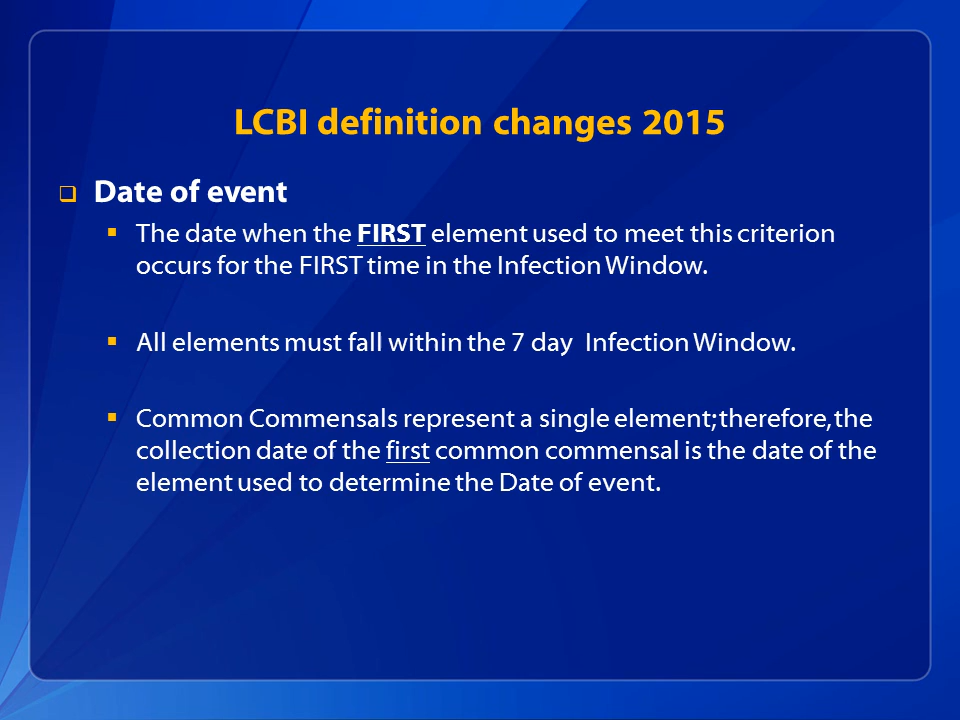 LCBI definition changes 2015
Date of event
The date when the FIRST element used to meet this criterion
occurs for the FIRST time in the Infection Window.
All elements must fall within the 7 day  Infection Window.
Common Commensals represent a single element; therefore, the
collection date of the first common commensal is the date of the
element used to determine the Date of event.